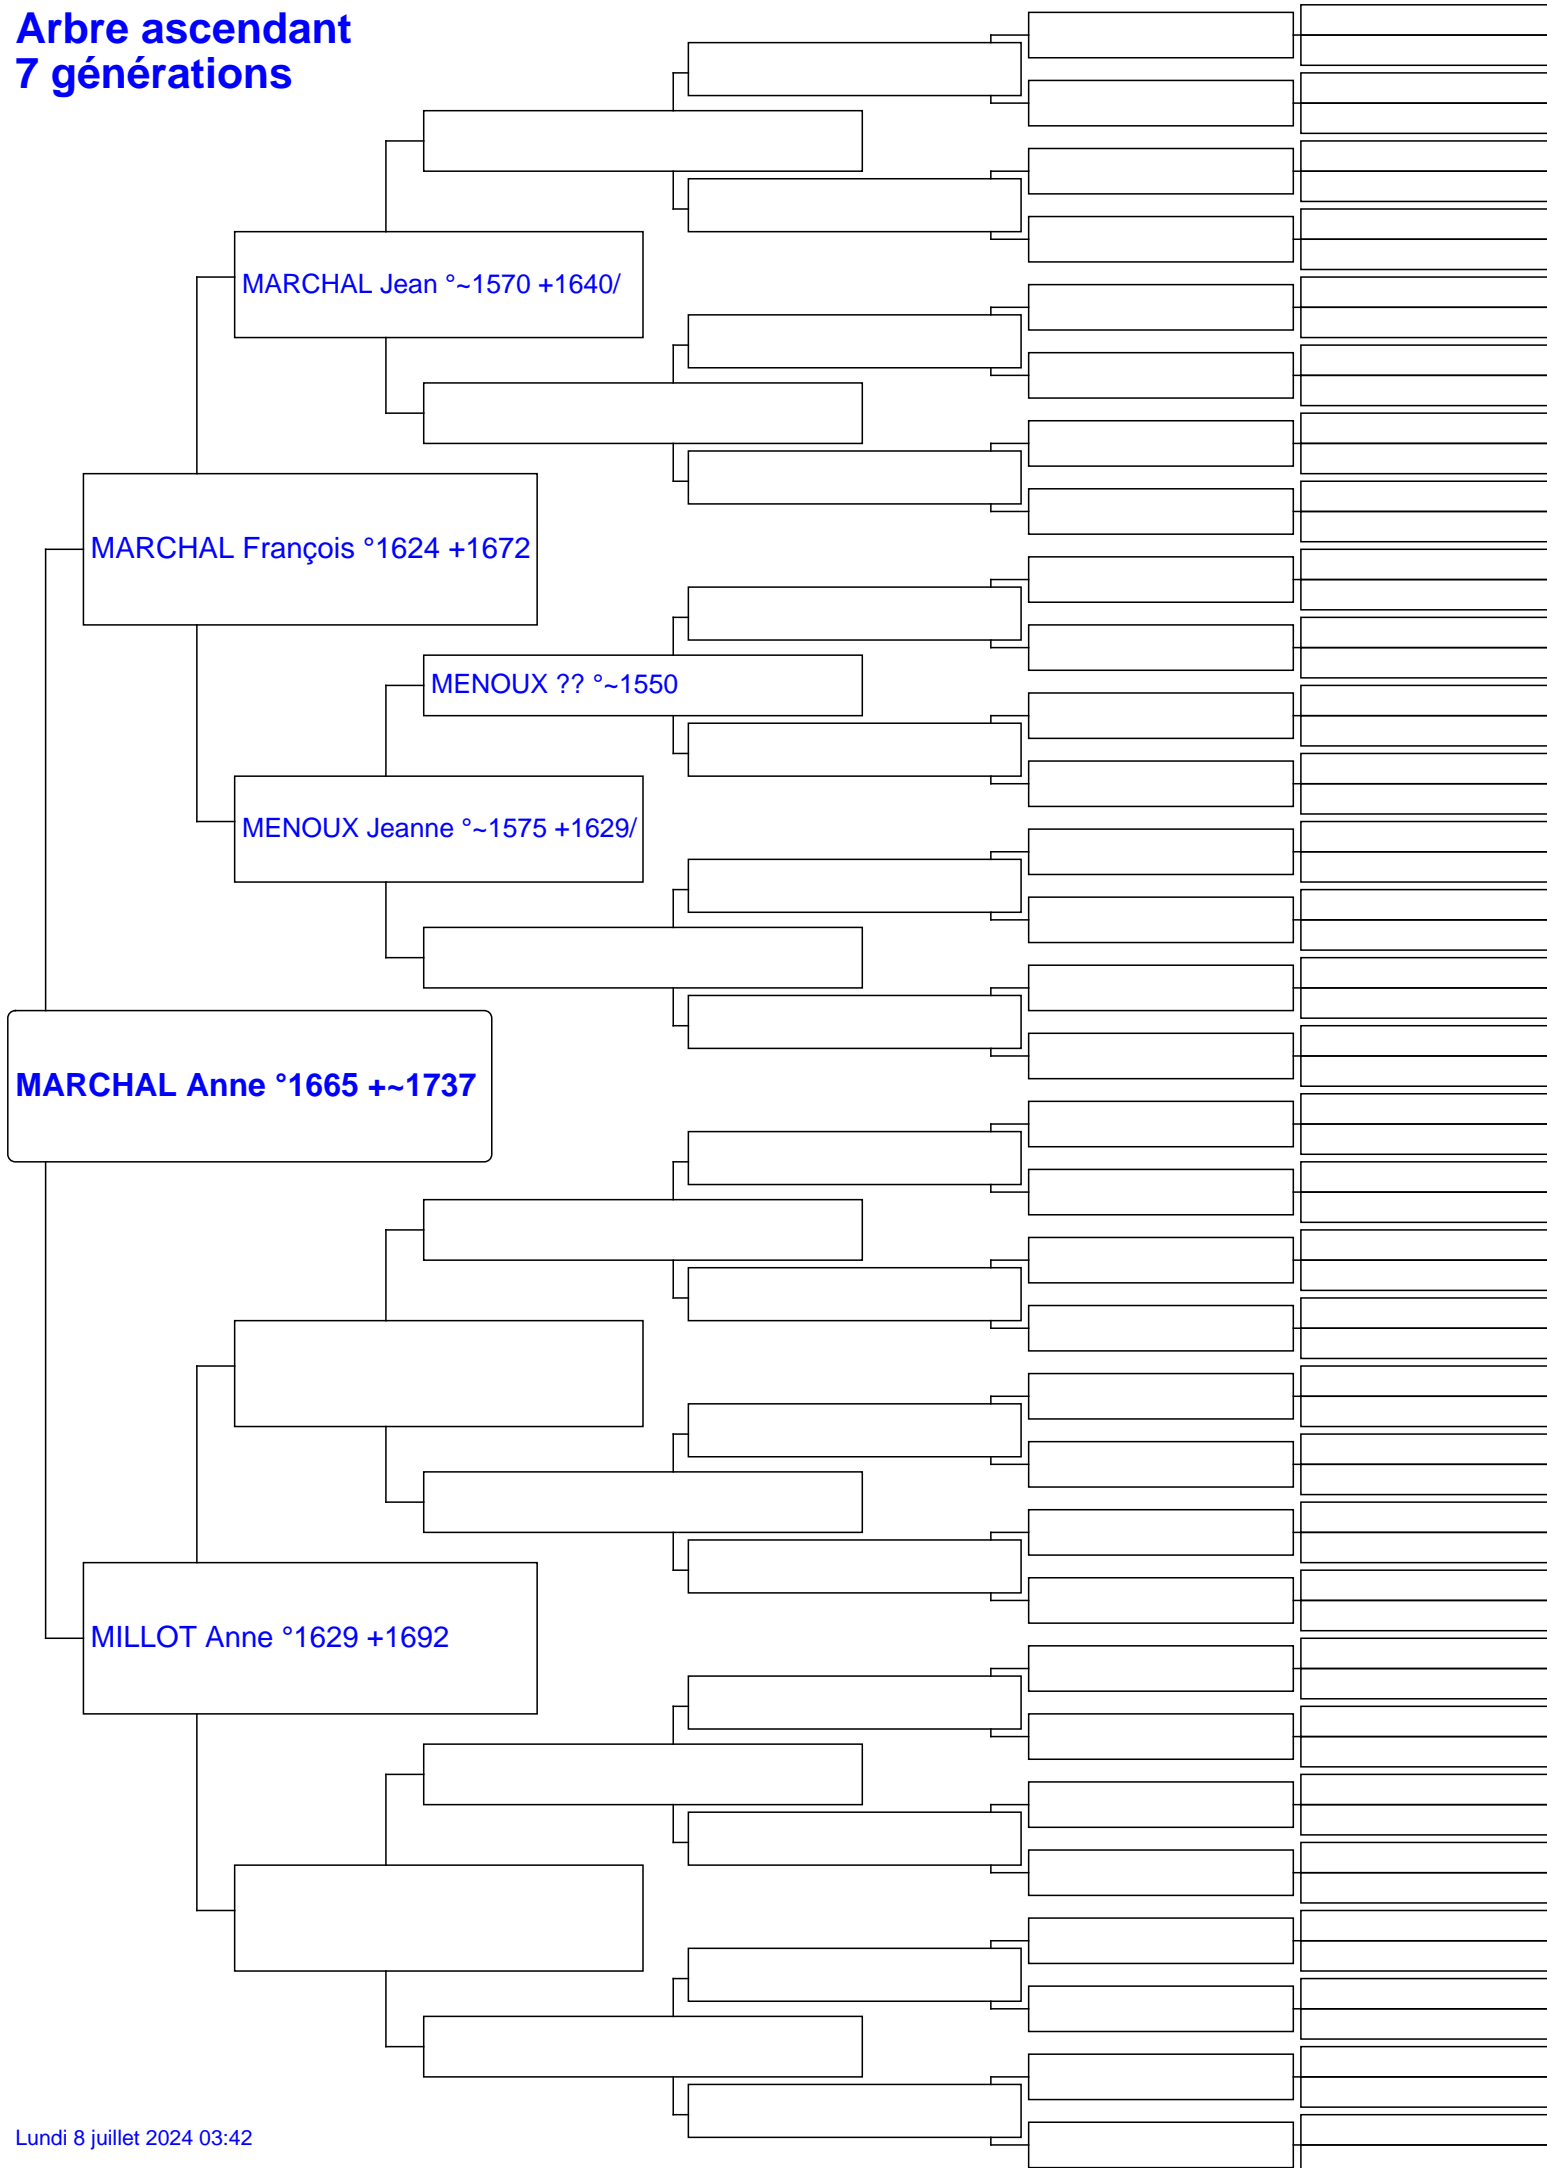 Arbre ascendant
7 générations
MARCHAL Jean °~1570 +1640/
MARCHAL François °1624 +1672
MENOUX ?? °~1550
MENOUX Jeanne °~1575 +1629/
MARCHAL Anne °1665 +~1737
MILLOT Anne °1629 +1692
Lundi 8 juillet 2024 03:42